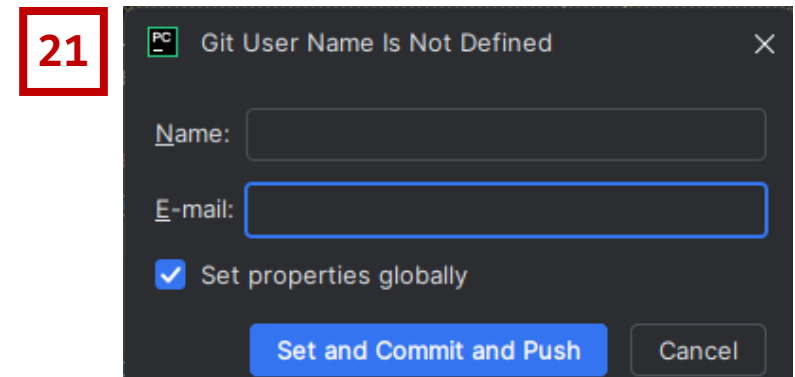 21
PC Git User Name Is Not Defined
Name:
E-mail:
Set properties globally
Set and Commit and Push Cancel